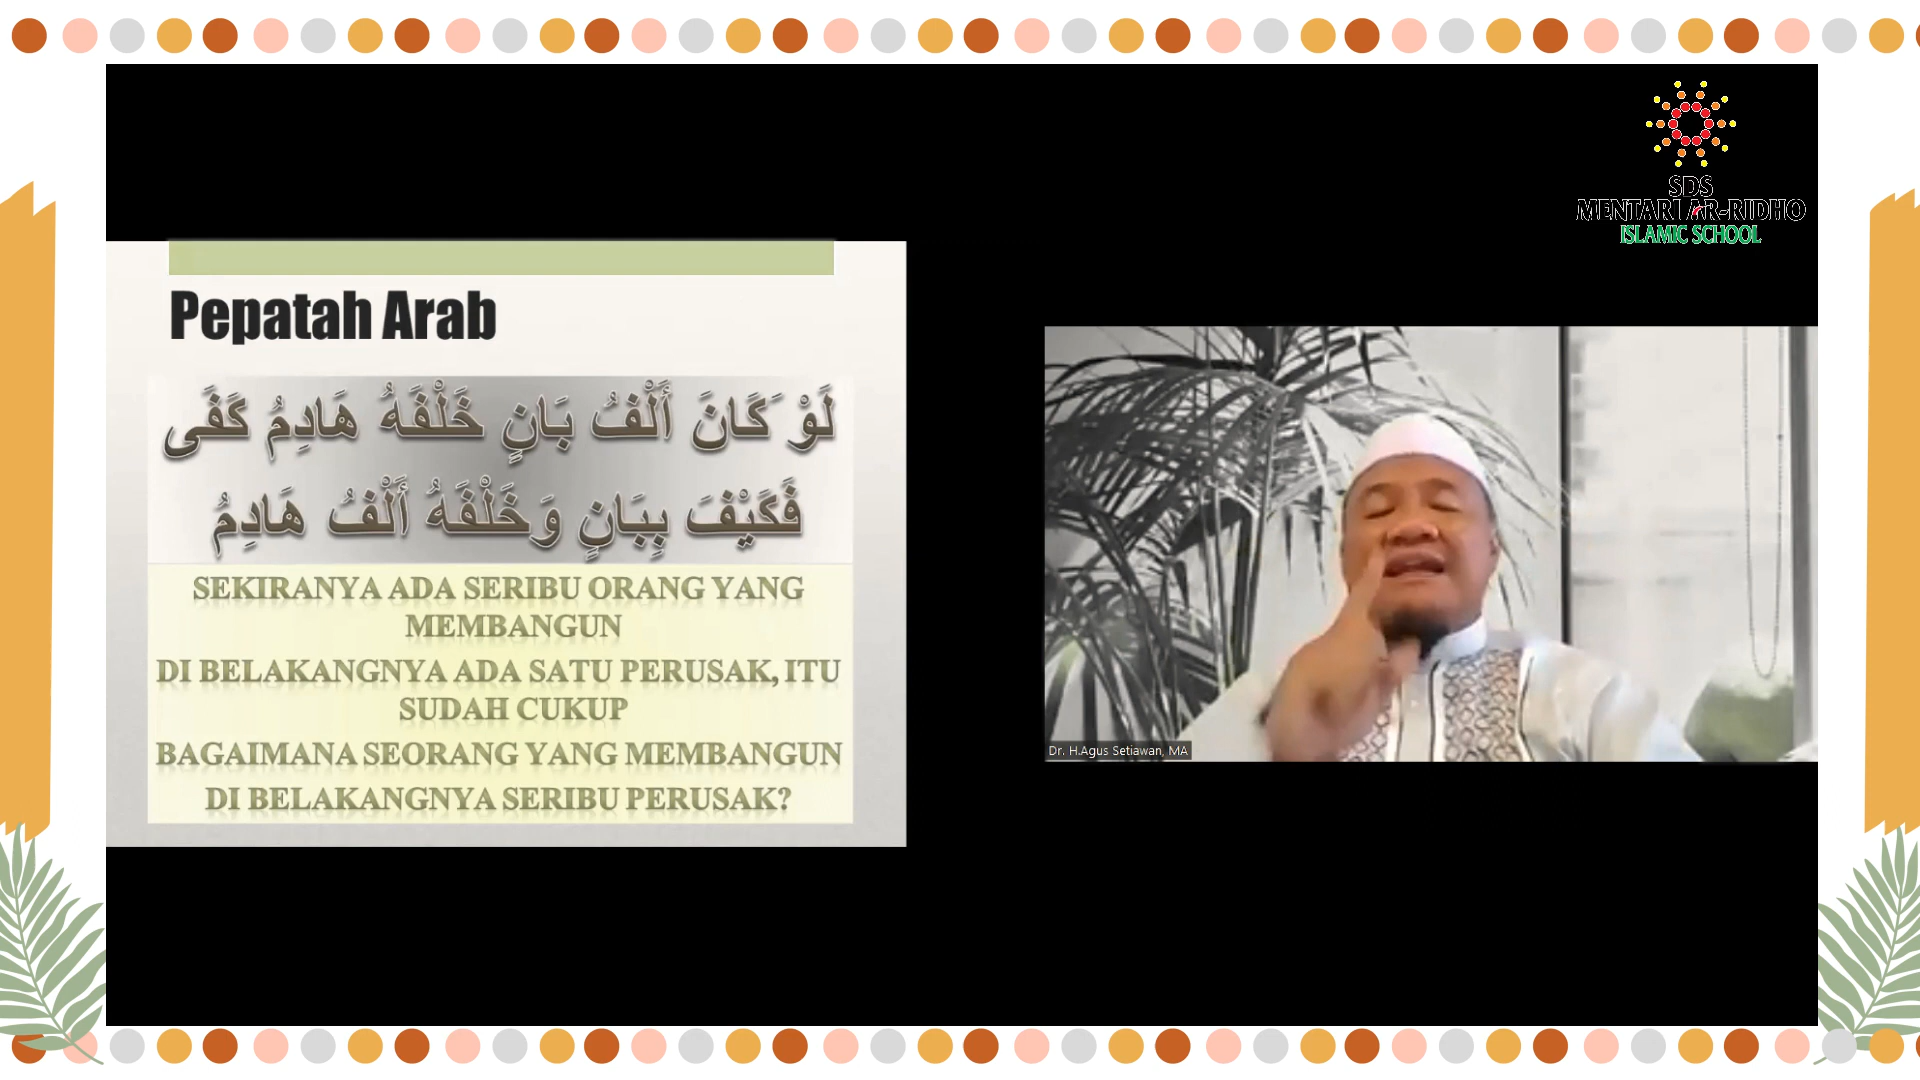 SDS
MENTARI AR-RIDHO
ISLAMIC SCHOOL
Pepatah Arab
لَوْ كَانَ أَلْفُ بَانٍ خَلْفَهُ هَادِمُ كَفَى
فَكَيْفَ بِبَانٍ وَخَلْفَهُ أَلْفُ هَادِمُ
SEKIRANYA ADA SERIBU ORANG YANG
MEMBANGUN
DI BELAKANGNYA ADA SATU PERUSAK, ITU
SUDAH CUKUP
BAGAIMANA SEORANG YANG MEMBANGUN
DI BELAKANGNYA SERIBU PERUSAK?
Dr. H.Agus Setiawan, MA